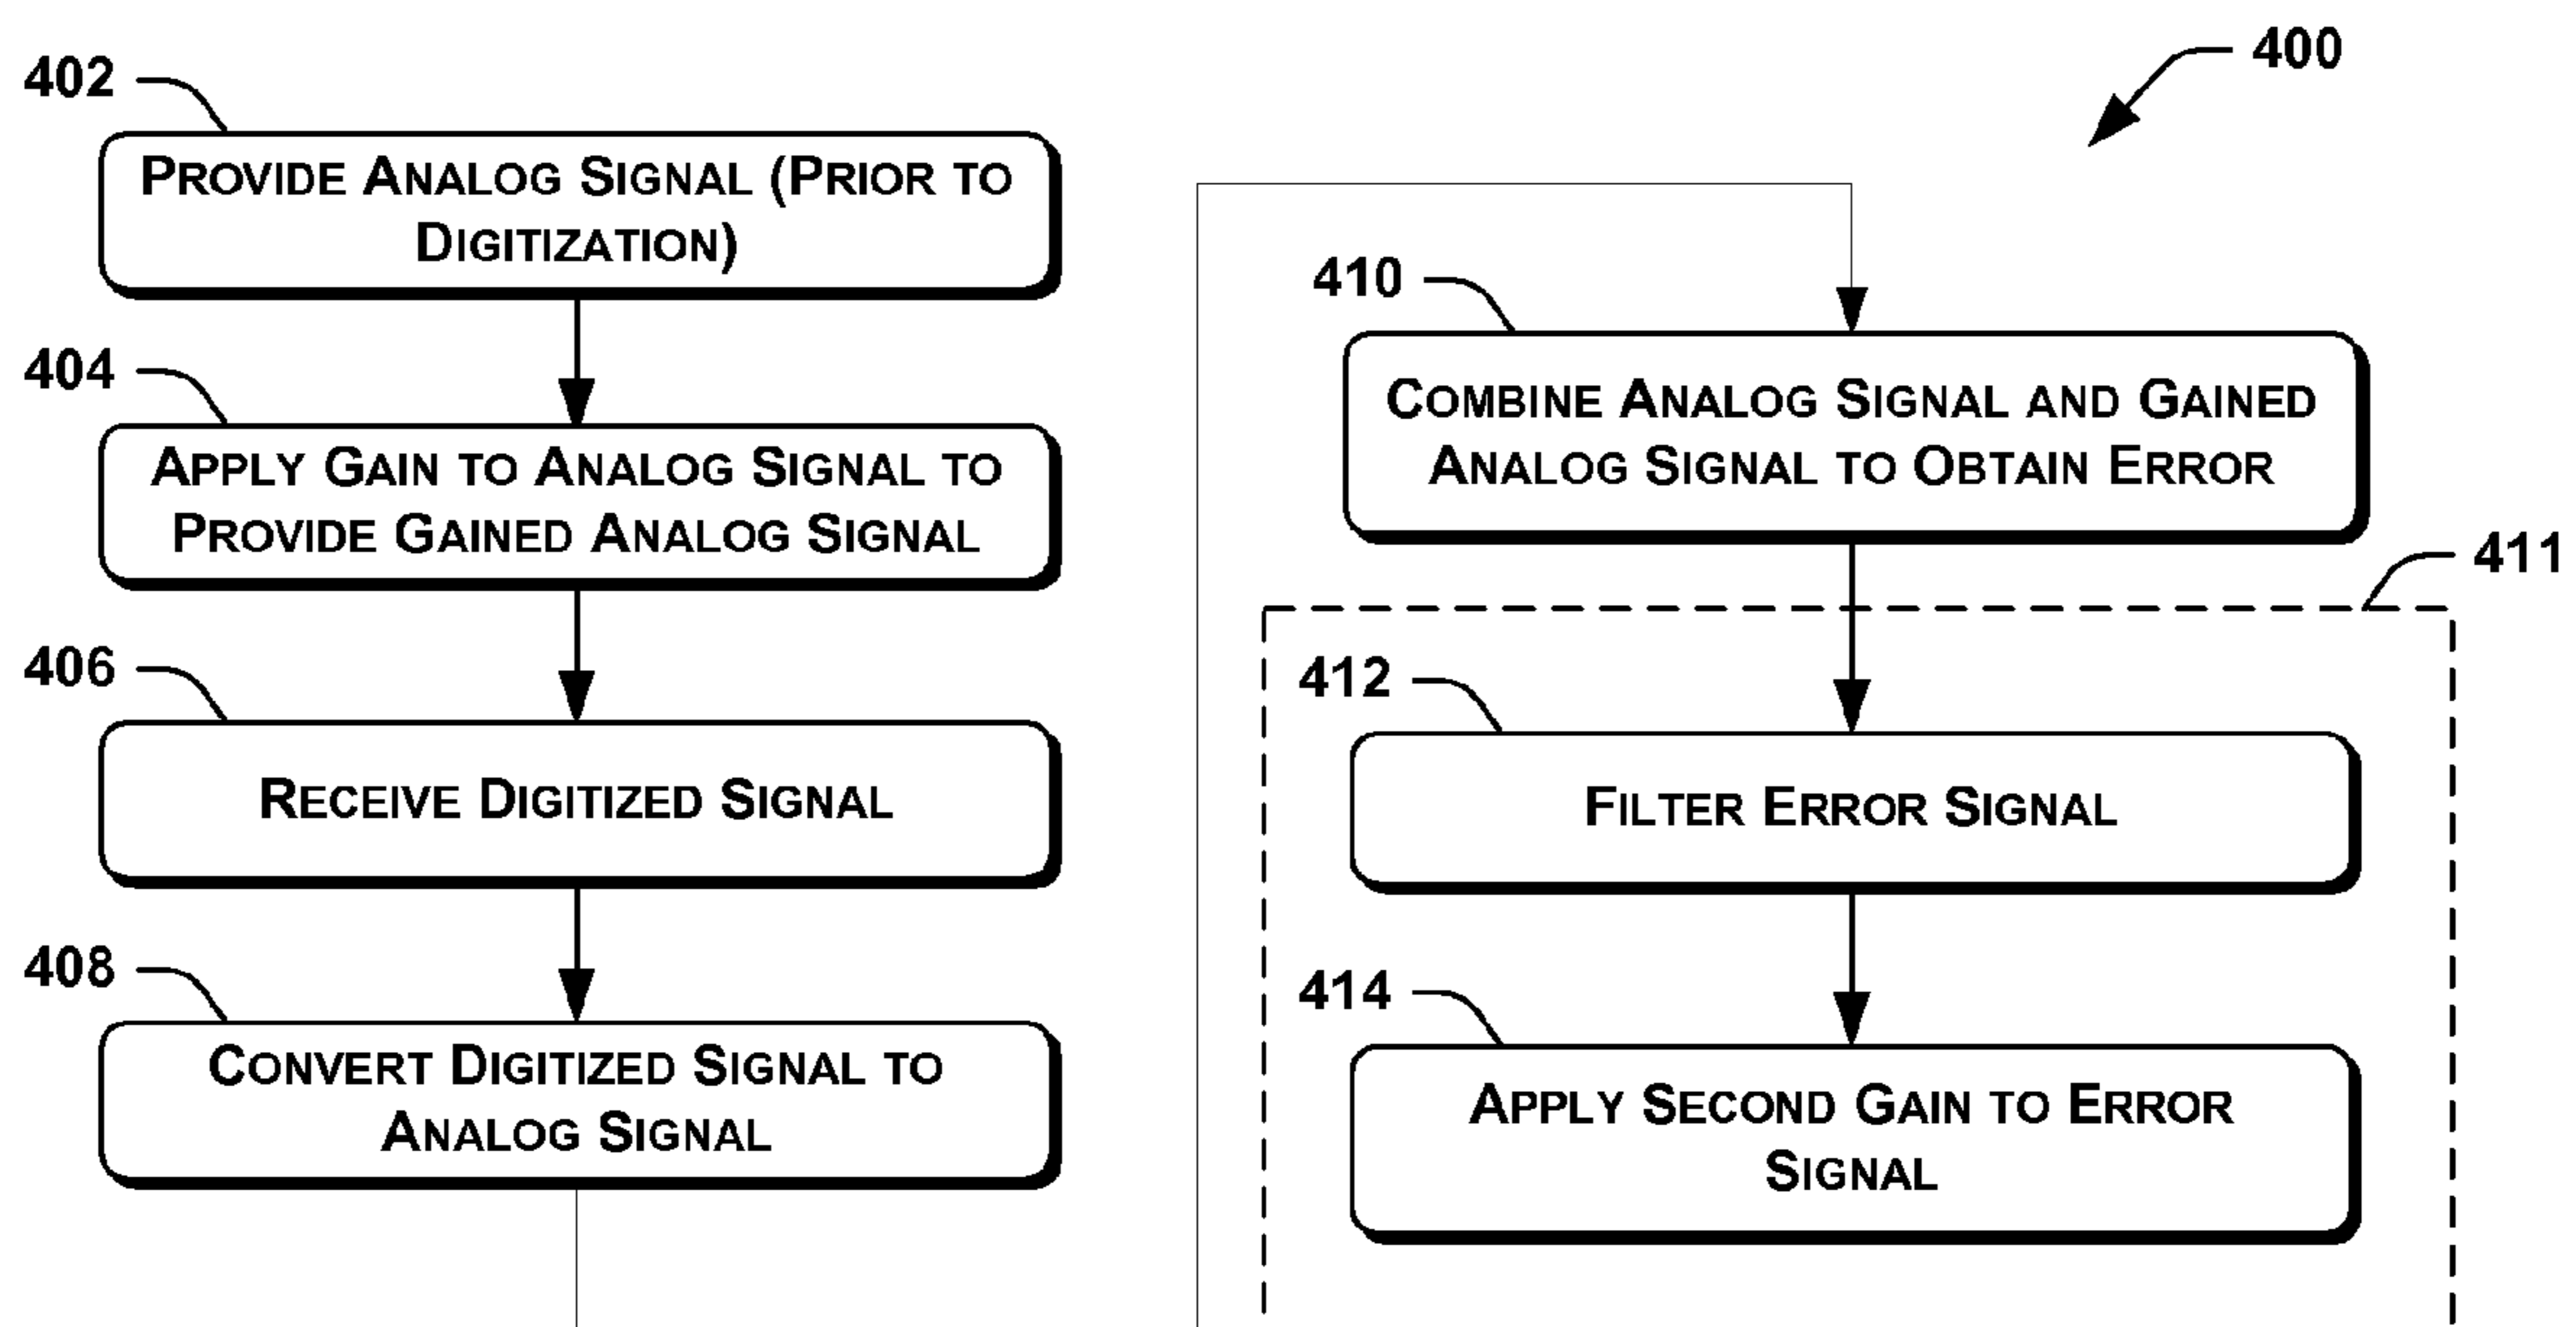 400
402
PROVIDE ANALOG SIGNAL (PRIOR TO
DIGITIZATION)
404
APPLY GAIN TO ANALOG SIGNAL TO
PROVIDE GAINED ANALOG SIGNAL
406
RECEIVE DIGITIZED SIGNAL
408
CONVERT DIGITIZED SIGNAL TO
ANALOG SIGNAL
410
COMBINE ANALOG SIGNAL AND GAINED
ANALOG SIGNAL TO OBTAIN ERROR
411
412
FILTER ERROR SIGNAL
414
APPLY SECOND GAIN TO ERROR
SIGNAL